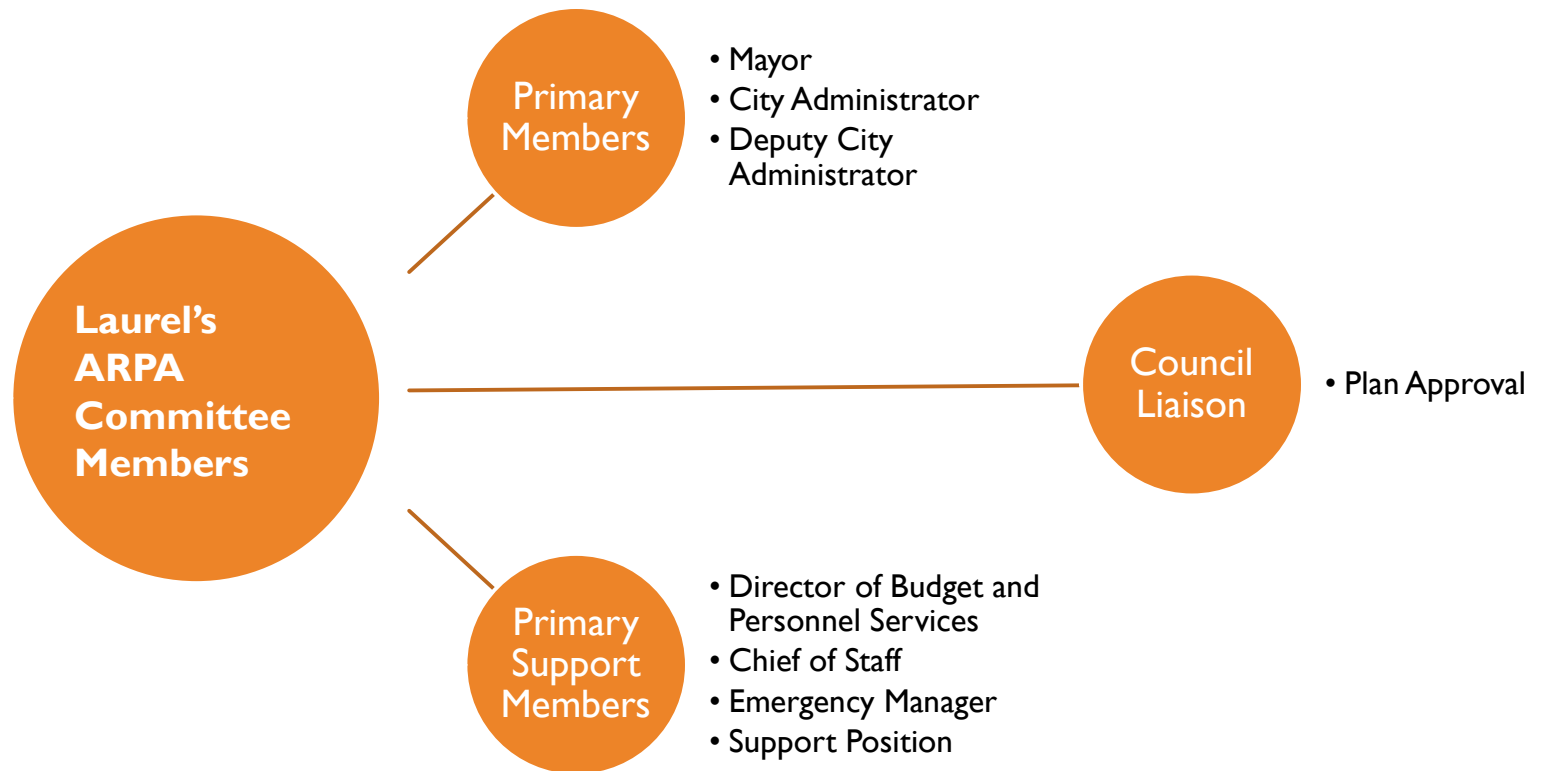 Laurel’s
ARPA
Committee
Members
Primary
Members
• Mayor
• City Administrator
• Deputy City
Administrator
Council
Liaison
• Plan Approval
Primary
Support
Members
• Director of Budget and
Personnel Services
• Chief of Staff
• Emergency Manager
• Support Position